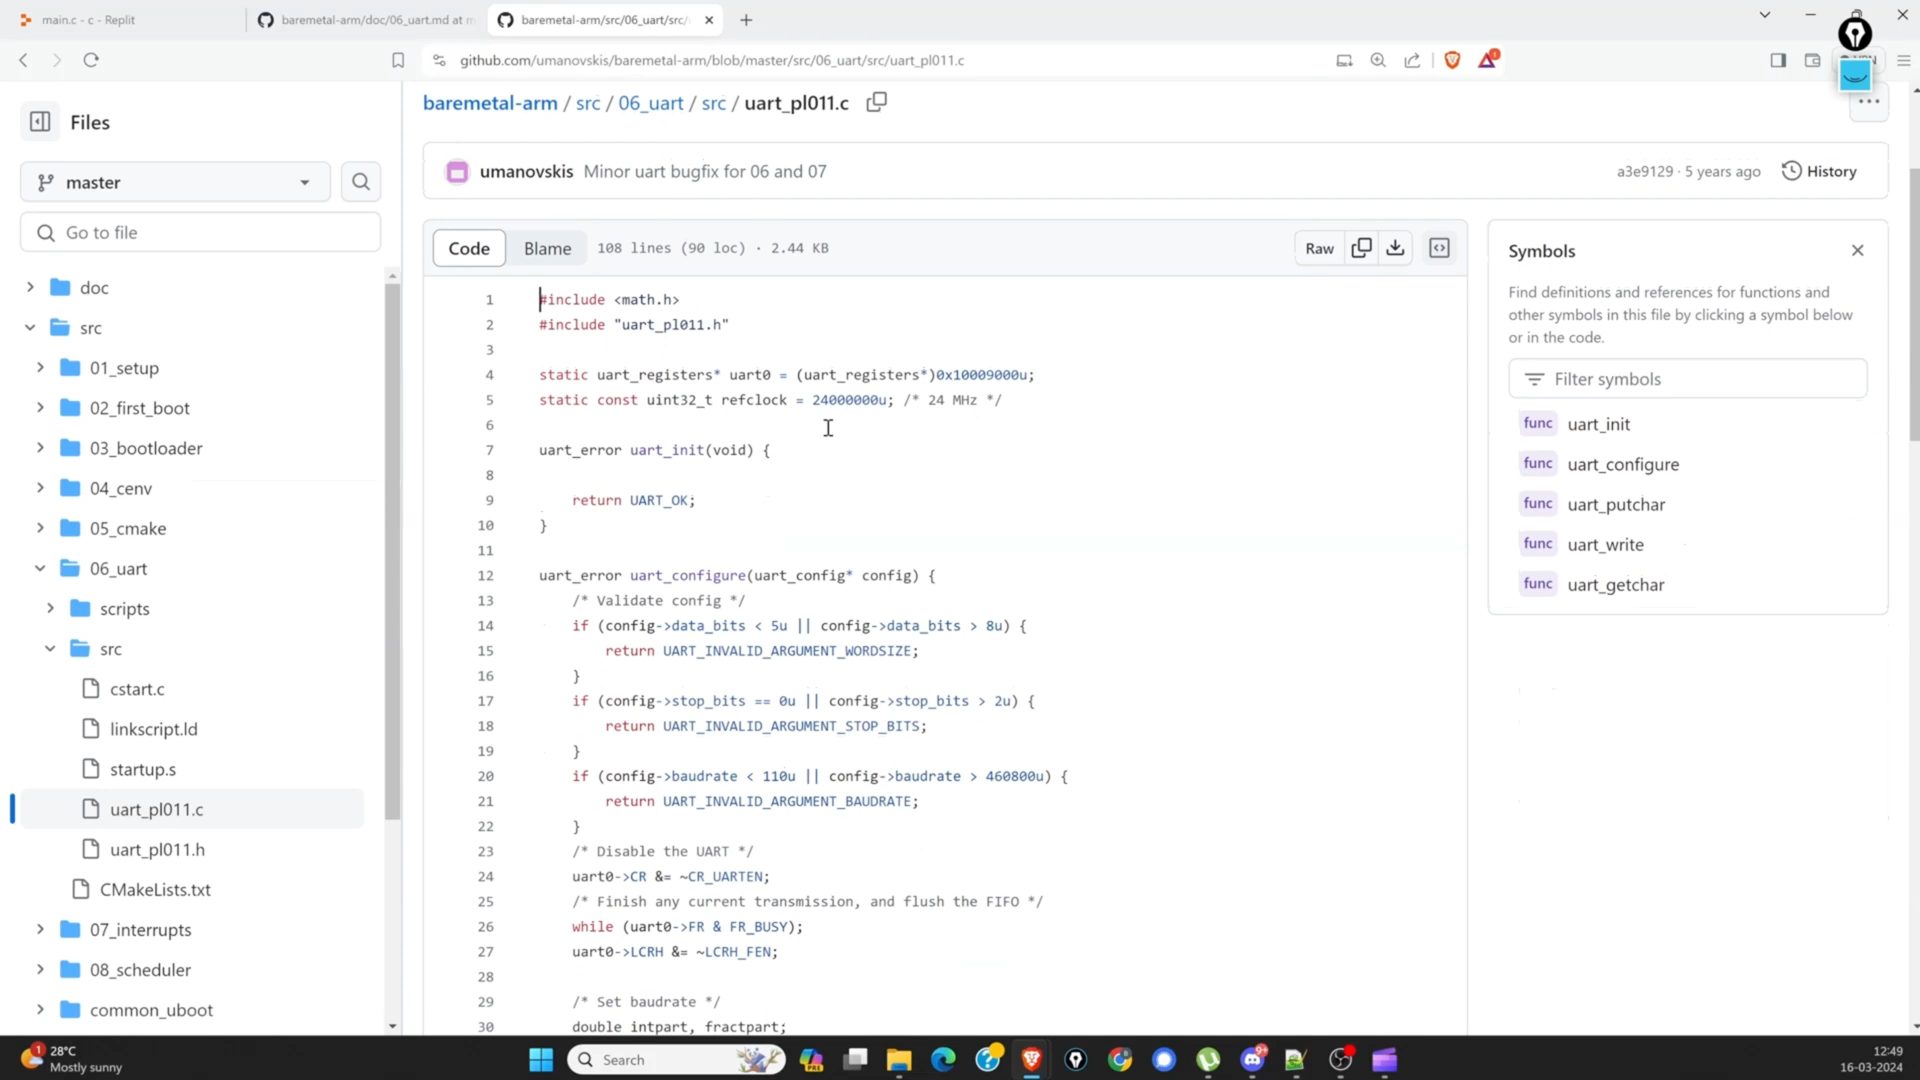 main.c - c - Replit
baremetal-arm/doc/06_uart.md at m
baremetal-arm/src/06_uart/src/
github.com/umanovskis/baremetal-arm/blob/master/src/06_uart/src/uart_pl011.c
1
Files
master
Go to file
doc
src
01_setup
02_first_boot
03_bootloader
04_cenv
05_cmake
06_uart
scripts
src
cstart.c
linkscript.ld
startup.s
uart_pl011.c
uart_pl011.h
CMakeLists.txt
07_interrupts
08_scheduler
common_uboot
baremetal-arm / src / 06_uart / src / uart_pl011.c
umanovskis Minor uart bugfix for 06 and 07
a3e9129 · 5 years ago History
Code Blame 108 lines (90 loc) · 2.44 KB
Raw
1 #include <math.h>
2 #include "uart_pl011.h"
3
4 static uart_registers* uart0 = (uart_registers*)0x10009000u;
5 static const uint32_t refclock = 24000000u; /* 24 MHz */
6
7 uart_error uart_init(void) {
8
9 return UART_OK;
10 }
11
12 uart_error uart_configure(uart_config* config) {
13 /* Validate config */
14 if (config->data_bits < 5u || config->data_bits > 8u) {
15 return UART_INVALID_ARGUMENT_WORDSIZE;
16 }
17 if (config->stop_bits == 0u || config->stop_bits > 2u) {
18 return UART_INVALID_ARGUMENT_STOP_BITS;
19 }
20 if (config->baudrate < 110u || config->baudrate > 460800u) {
21 return UART_INVALID_ARGUMENT_BAUDRATE;
22 }
23 /* Disable the UART */
24 uart0->CR &= ~CR_UARTEN;
25 /* Finish any current transmission, and flush the FIFO */
26 while (uart0->FR & FR_BUSY);
27 uart0->LCRH &= ~LCRH_FEN;
28
29 /* Set baudrate */
30 double intpart, fractpart;
Symbols
Find definitions and references for functions and
other symbols in this file by clicking a symbol below
or in the code.
Filter symbols
func uart_init
func uart_configure
func uart_putchar
func uart_write
func uart_getchar
1
28°C
Mostly sunny
Search
PRE
9+
12:49
16-03-2024